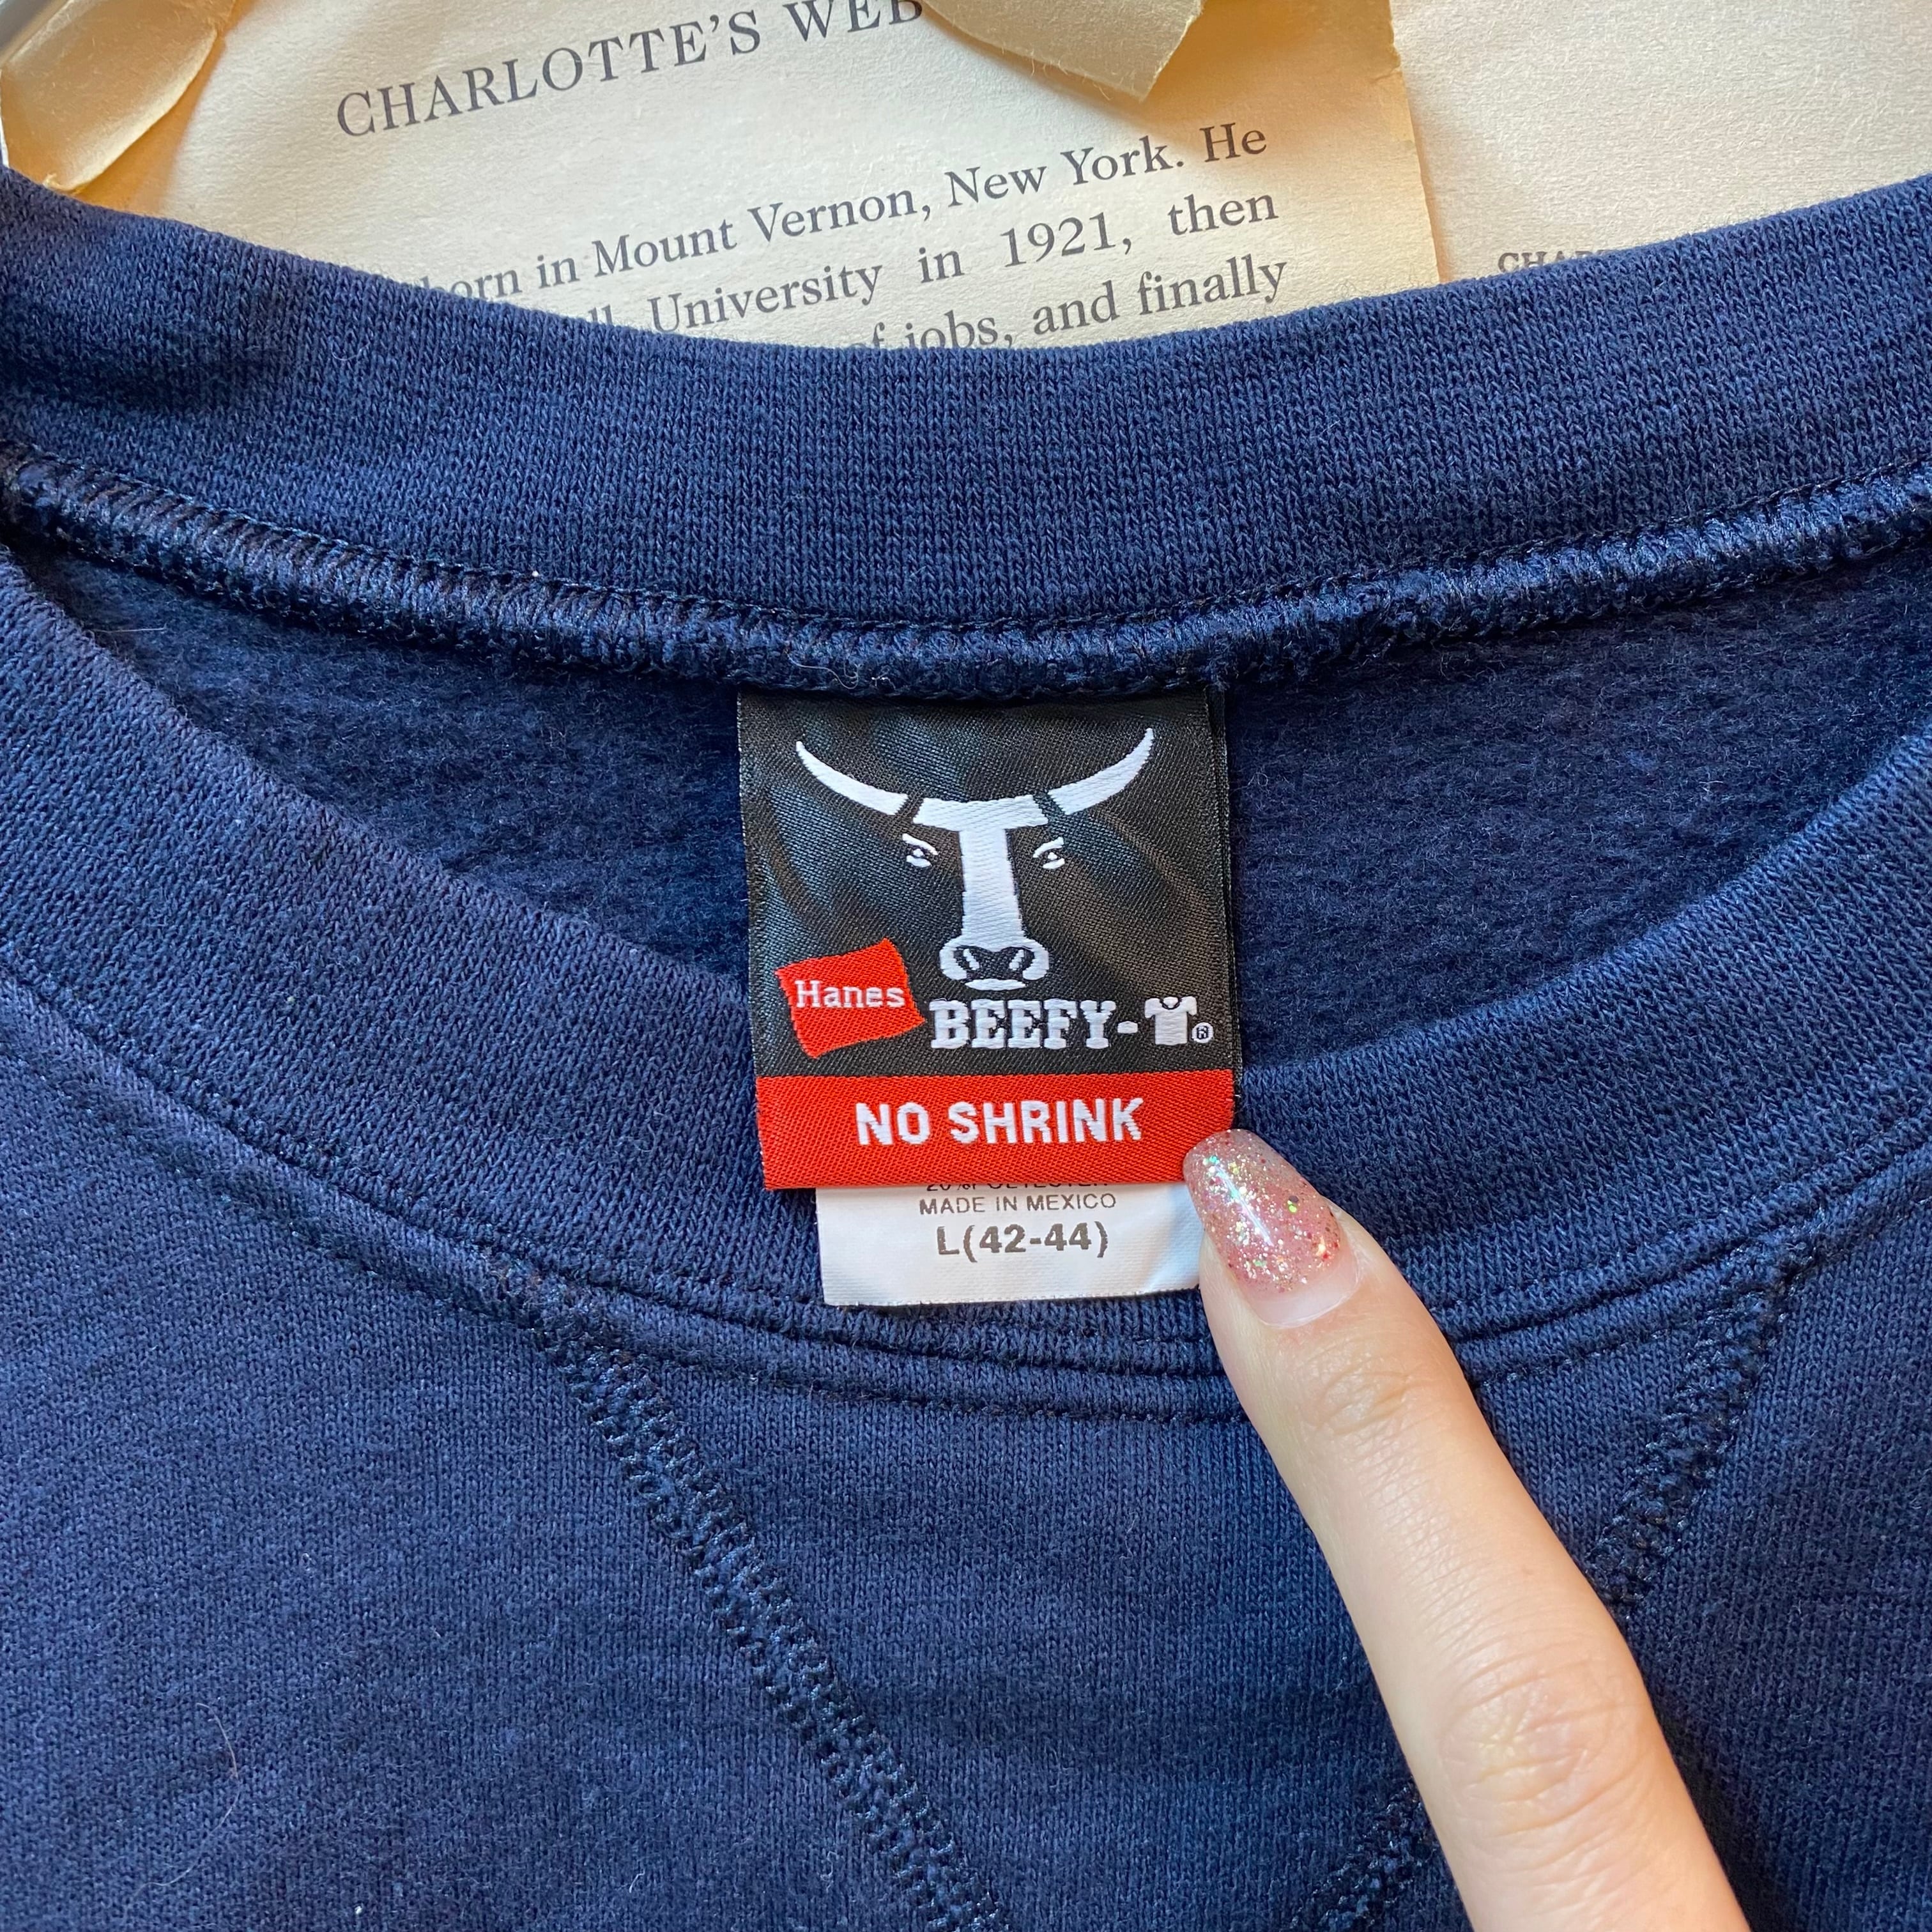 CHARLOTTE'S WEB
born in Mount Vernon, New York. He
University in 1921, then
of jobs, and finally
Hanes
BEEFY-
NO SHRINK
MADE IN MEXICO
L(42-44)